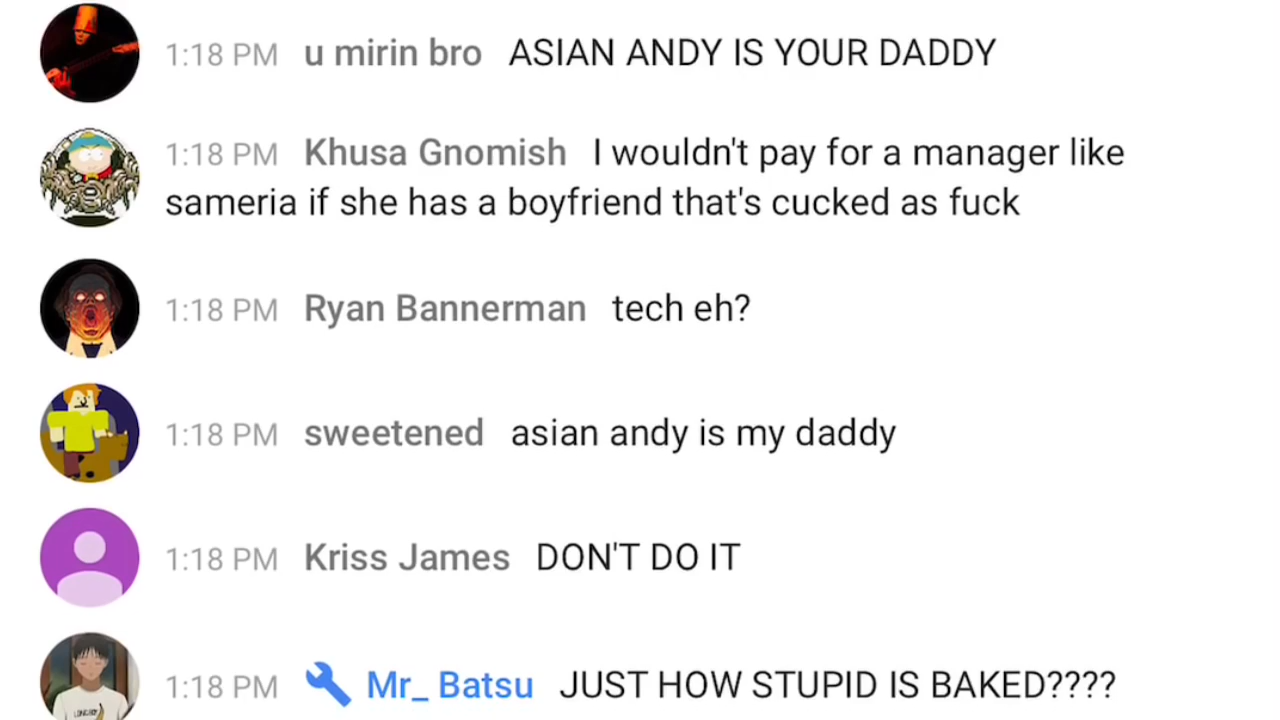 1:18 PM u mirin bro ASIAN ANDY IS YOUR DADDY
1:18 PM Khusa Gnomish I wouldn't pay for a manager like
sameria if she has a boyfriend that's cucked as fuck
1:18 PM Ryan Bannerman tech eh?
1:18 PM sweetened asian andy is my daddy
1:18 PM Kriss James DON'T DO IT
1:18 PM Mr_ Batsu JUST HOW STUPID IS BAKED????